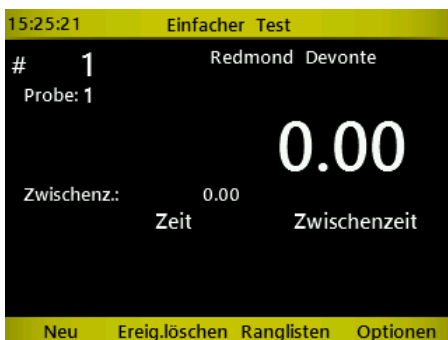 15:25:21 Einfacher Test
# 1 Redmond Devonte
Probe: 1
0.00
Zwischenz.: 0.00
Zeit Zwischenzeit
Neu Ereig.löschen Ranglisten Optionen